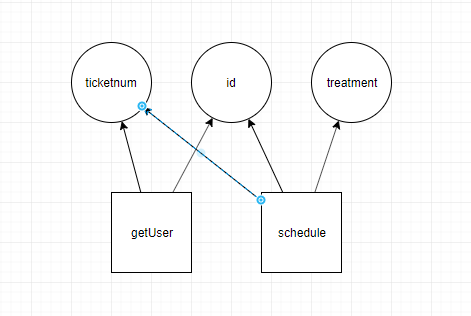 ticketnum
id
treatment
getUser
schedule